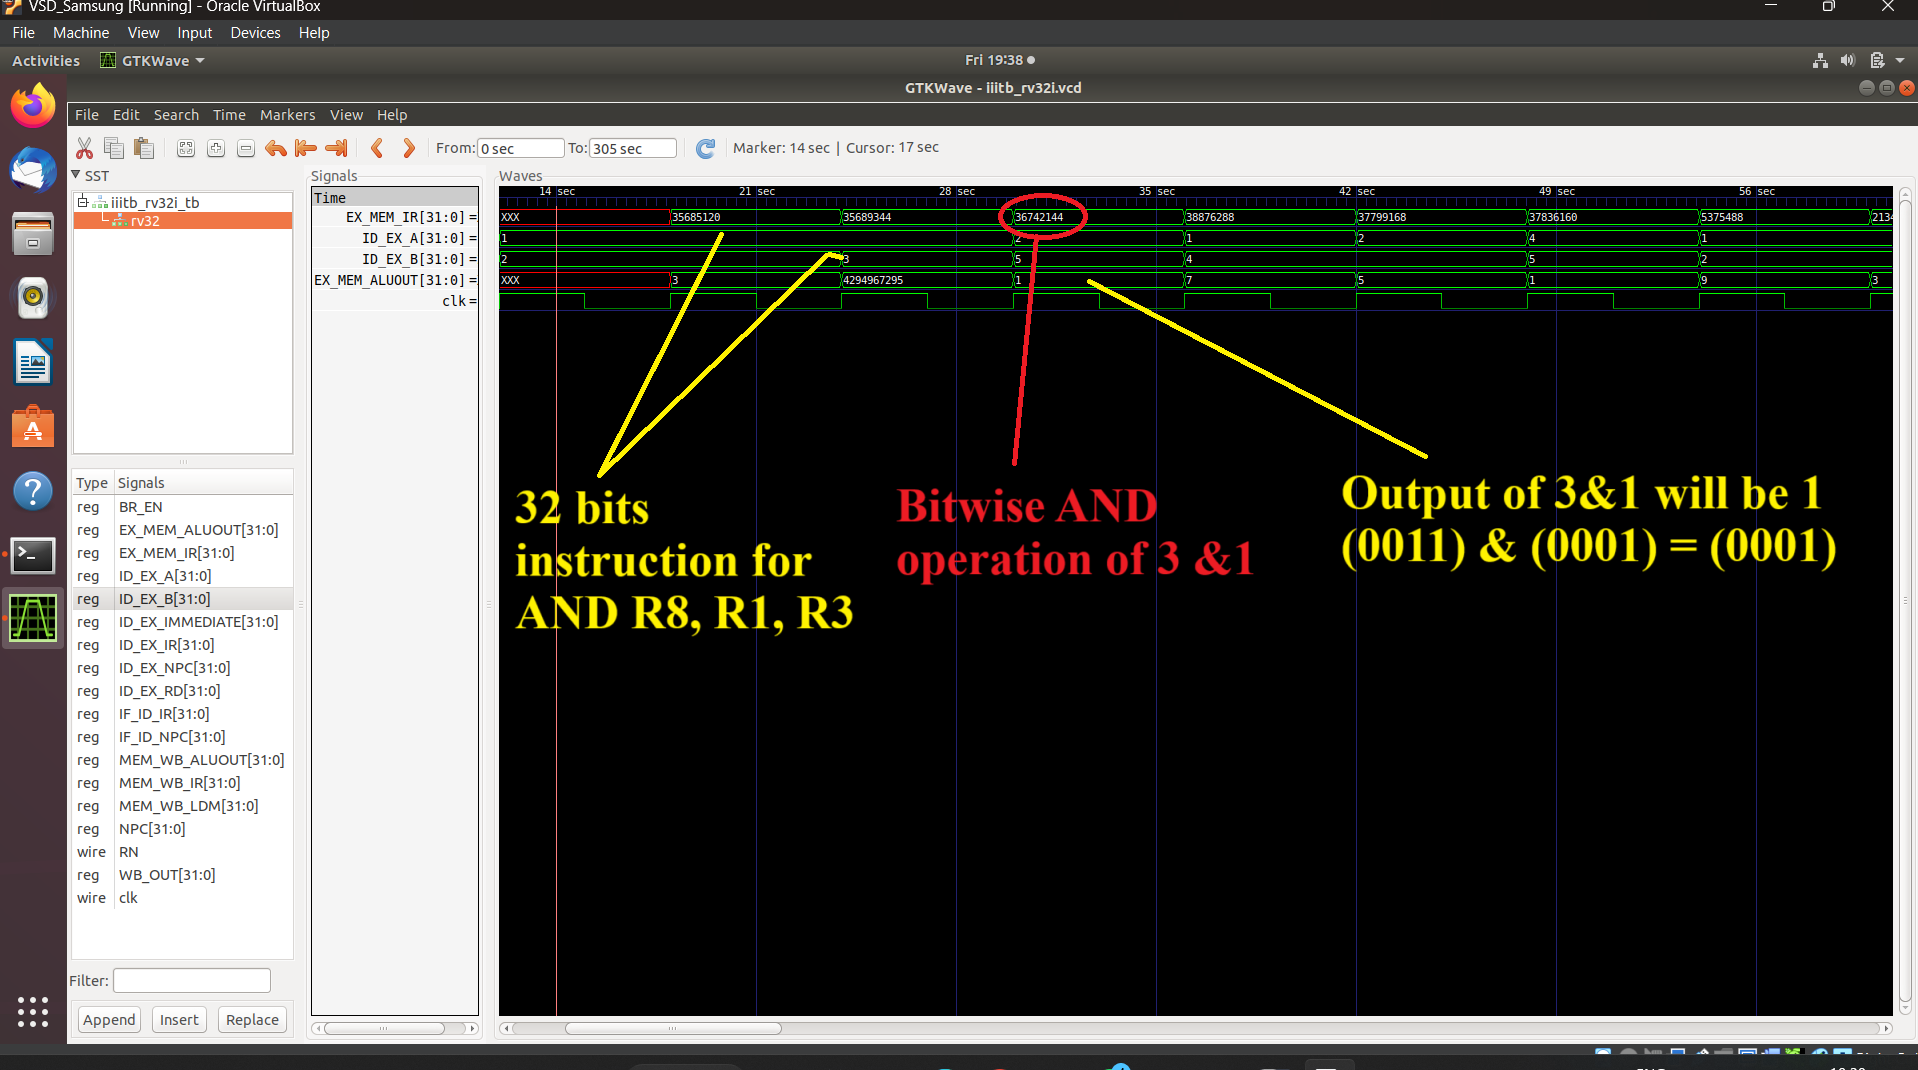 VSD_Samsung [Running] - Oracle VirtualBox
File Machine View Input Devices Help
Activities GTKWave Fri 19:38
GTKWave - iiitb_rv32i.vcd
File Edit Search Time Markers View Help
From: 0 sec To: 305 sec Marker: 14 sec | Cursor: 17 sec
SST
iiitb_rv32i_tb
rv32
Type Signals
reg BR_EN
reg EX_MEM_ALUOUT[31:0]
reg EX_MEM_IR[31:0]
reg ID_EX_A[31:0]
reg ID_EX_B[31:0]
reg ID_EX_IMMEDIATE[31:0]
reg ID_EX_IR[31:0]
reg ID_EX_NPC[31:0]
reg ID_EX_RD[31:0]
reg IF_ID_IR[31:0]
reg IF_ID_NPC[31:0]
reg MEM_WB_ALUOUT[31:0]
reg MEM_WB_IR[31:0]
reg MEM_WB_LDM[31:0]
reg NPC[31:0]
wire RN
reg WB_OUT[31:0]
wire clk
Filter:
Append Insert Replace
Signals
Time
EX_MEM_IR[31:0] =
ID_EX_A[31:0] =
ID_EX_B[31:0] =
EX_MEM_ALUOUT[31:0] =
clk =
Waves
14 sec 21 sec 28 sec 35 sec 42 sec 49 sec 56 sec
XXX 35685120 35689344 36742144 38876288 37799168 37836160 5375488 2134
1 2 1 2 4 1
2 3 5 4 5 2
XXX 3 4294967295 1 7 5 1 9 3
32 bits
instruction for
AND R8, R1, R3
Bitwise AND
operation of 3 &1
Output of 3&1 will be 1
(0011) & (0001) = (0001)